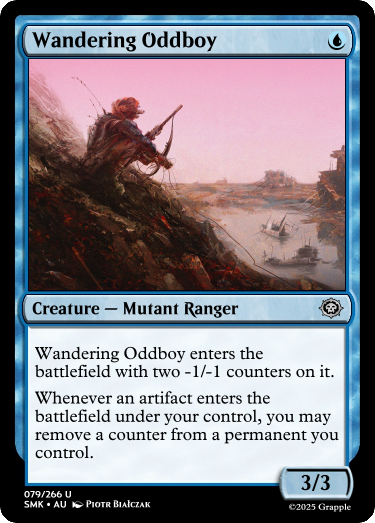 Wandering Oddboy
Creature — Mutant Ranger
Wandering Oddboy enters the
battlefield with two -1/-1 counters on it.
Whenever an artifact enters the
battlefield under your control, you may
remove a counter from a permanent you
control.
3/3
079/266 U
SMK • AU Piotr Białczak
©2025 Grapple